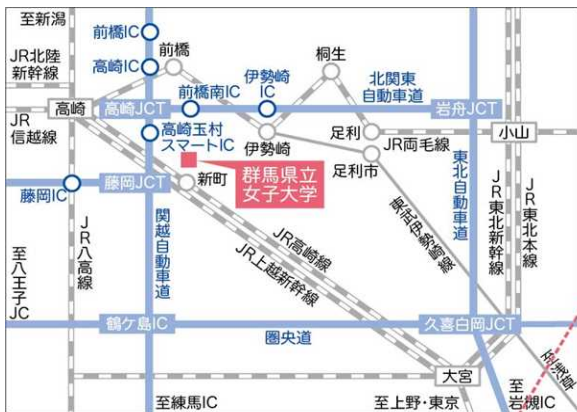 至新潟
前橋IC
JR北陸
新幹線
高崎IC
前橋
桐生
伊勢崎
IC
北関東
自動車道
前橋南IC
高崎
高崎JCT
岩舟JCT
JR
信越線
高崎玉村
スマートIC
伊勢崎
足利
JR両毛線
小山
足利市
群馬県立
女子大学
藤岡IC
藤岡JCT
新町
関越自動車道
JR八高線
至八王子JC
JR高崎線
JR上越新幹線
東武伊勢崎線
東北自動車道
JR東北新幹線
JR東北本線
鶴ケ島IC
圏央道
久喜白岡JCT
大宮
至浅草
至練馬IC
至上野・東京
至
岩槻IC